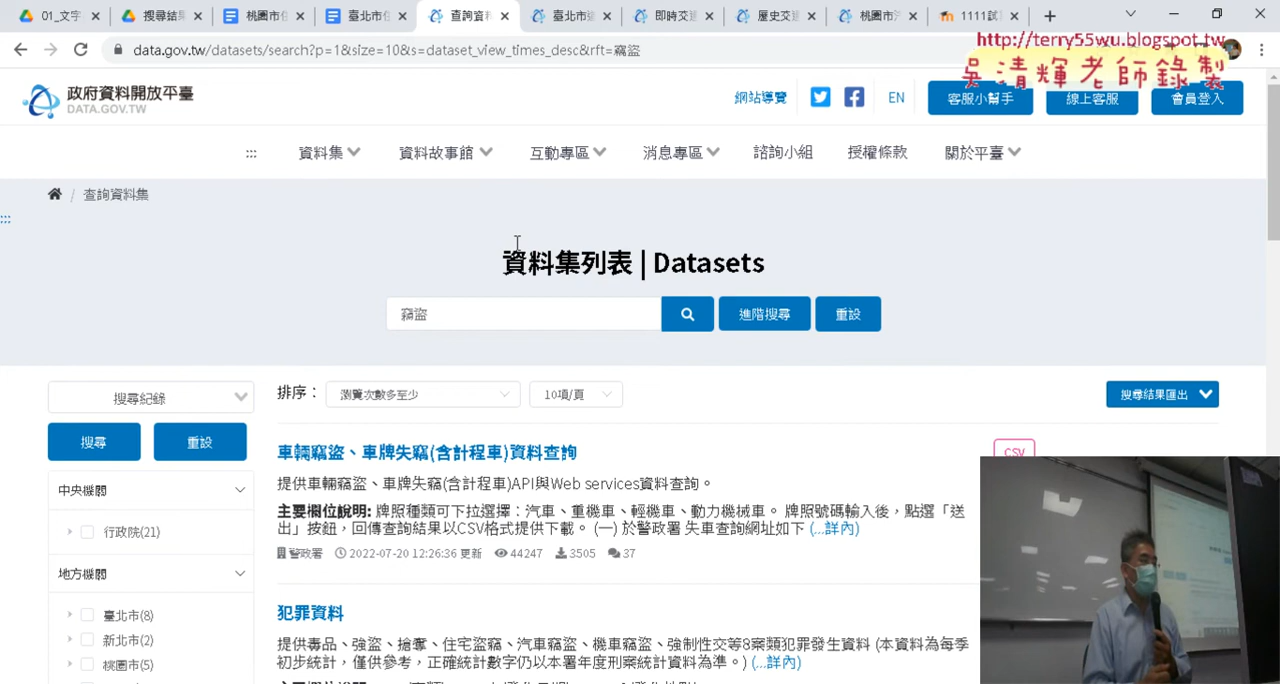 01_文字
搜尋結果
桃園市住
臺北市住
查詢資料
臺北市
即時交通
歷史交通
桃園市汽
1111試
data.gov.tw/datasets/search?p=1&size=10&s=dataset_view_times_desc&rft=竊盜
http://terry55wu.blogspot.tw
吳清輝老師錄製
政府資料開放平臺
DATA.GOV.TW
網站導覽
EN
客服小幫手
線上客服
會員登入
資料集
資料故事館
互動專區
消息專區
諮詢小組
授權條款
關於平臺
/ 查詢資料集
資料集列表 | Datasets
竊盜
進階搜尋
重設
搜尋紀錄
排序：
瀏覽次數多至少
10項/頁
搜尋結果匯出
搜尋
重設
中央機關
行政院(21)
地方機關
臺北市(8)
新北市(2)
桃園市(5)
車輛竊盜、車牌失竊(含計程車)資料查詢
CSV
提供車輛竊盜、車牌失竊(含計程車)API與Web services資料查詢。
主要欄位說明: 牌照種類可下拉選擇：汽車、重機車、輕機車、動力機械車。 牌照號碼輸入後，點選「送
出」按鈕，回傳查詢結果以CSV格式提供下載。 (一) 於警政署 失車查詢網址如下 (...詳內)
警政署 2022-07-20 12:26:36 更新 44247 3505 37
犯罪資料
提供毒品、強盜、搶奪、住宅竊盜、汽車竊盜、機車竊盜、強制性交等8案類犯罪發生資料 (本資料為每季
初步統計，僅供參考，正確統計數字仍以本署年度刑案統計資料為準。) (...詳內)